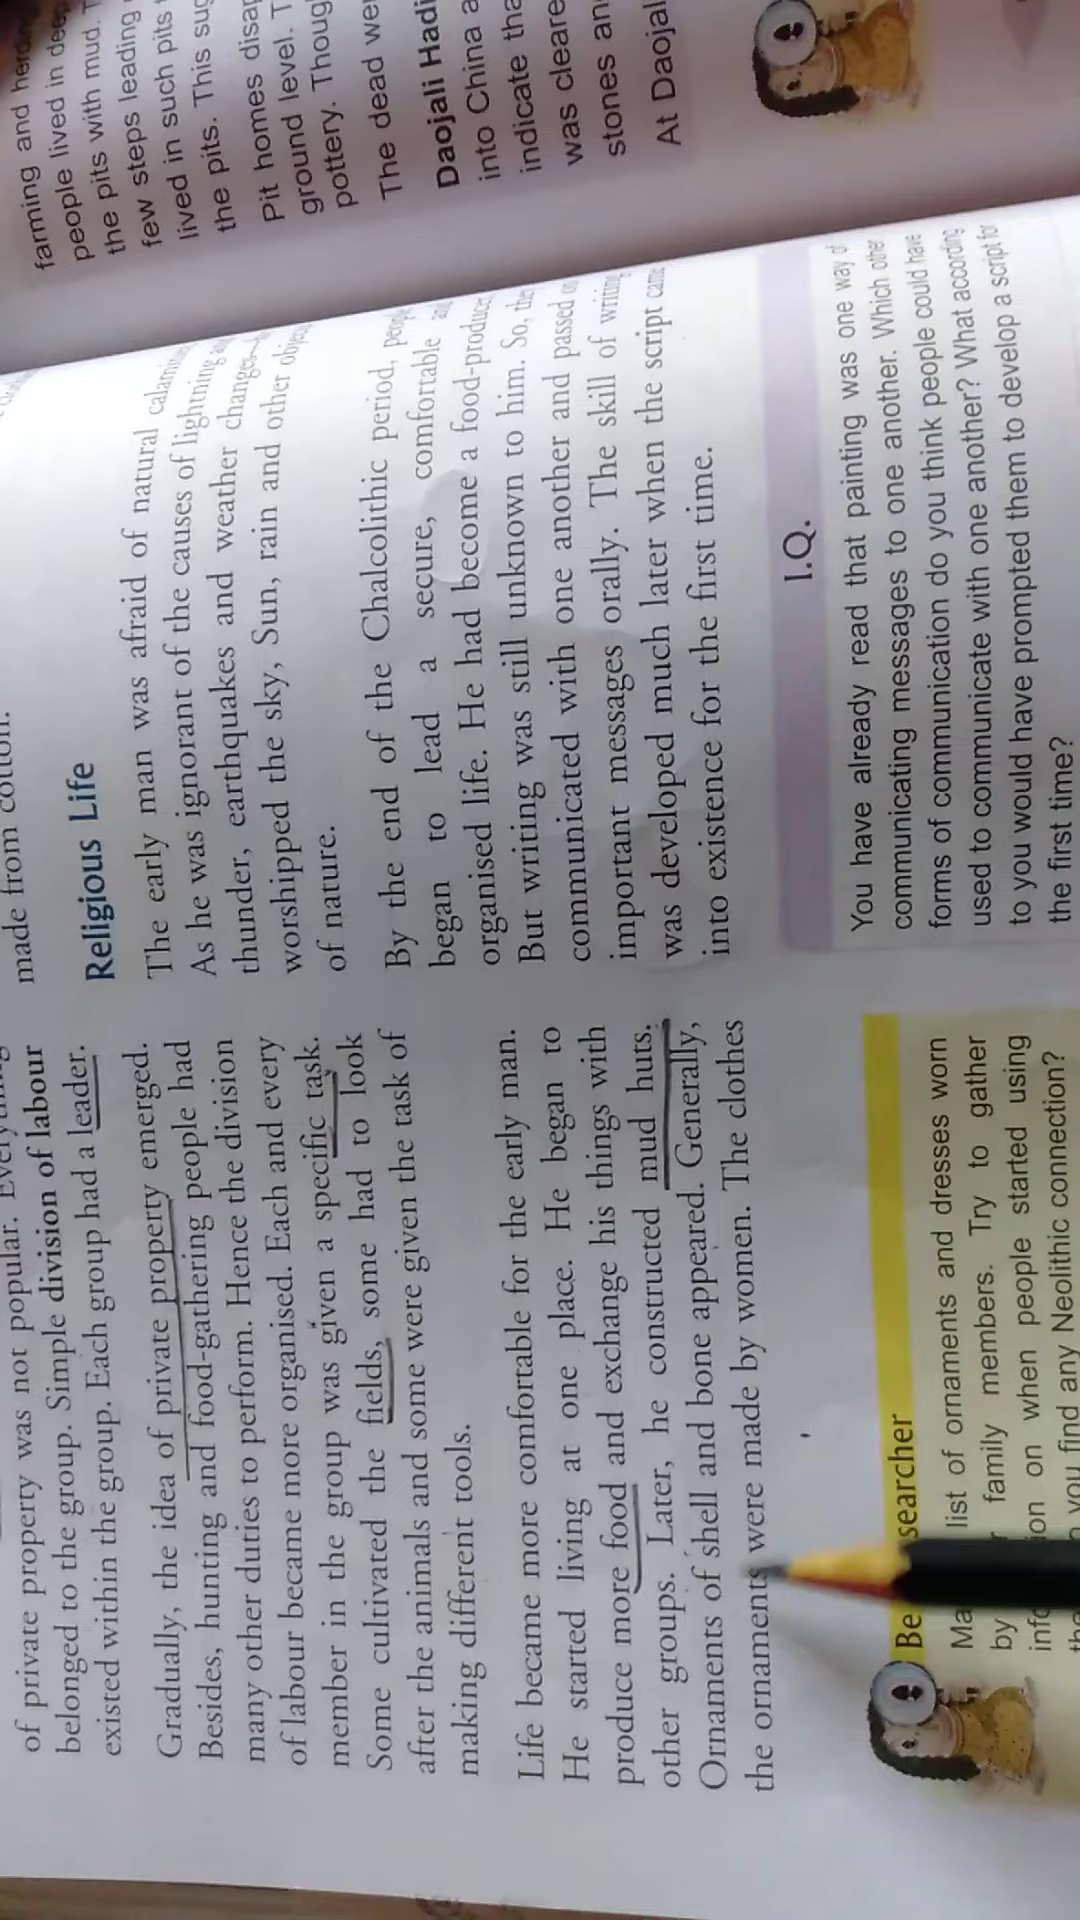 of private property was not popular.
belonged to the group. Simple division of labour
existed within the group. Each group had a leader.
Gradually, the idea of private property emerged.
Besides, hunting and food-gathering people had
many other duties to perform. Hence the division
of labour became more organised. Each and every
member in the group was given a specific task.
Some cultivated the fields, some had to look
after the animals and some were given the task of
making different tools.
Life became more comfortable for the early man.
He started living at one place. He began to
produce more food and exchange his things with
other groups. Later, he constructed mud huts.
Ornaments of shell and bone appeared. Generally,
the ornaments were made by women. The clothes
Be searcher
list of ornaments and dresses worn
by family members. Try to gather
on when people started using
you find any Neolithic connection?
made from cotton.
Religious Life
The early man was afraid of natural
As he was ignorant of the causes of lightning
thunder, earthquakes and weather changes
worshipped the sky, Sun, rain and other
of nature.
By the end of the Chalcolithic period,
began to lead a secure, comfortable
organised life. He had become a
But writing was still unknown to him. So,
communicated with one another and passed
important messages orally. The skill of writing
was developed much later when the script came
into existence for the first time.
I.Q.
You have already read that painting was one way of
communicating messages to one another. Which other
forms of communication do you think people could have
used to communicate with one another? What according
to you would have prompted them to develop a script for
the first time?
farming and
people lived in
the pits with mud.
few steps leading
lived in such pits
the pits. This
Pit homes
ground level.
pottery.
The dead
Daojali
into China
indicate
was
stones
At